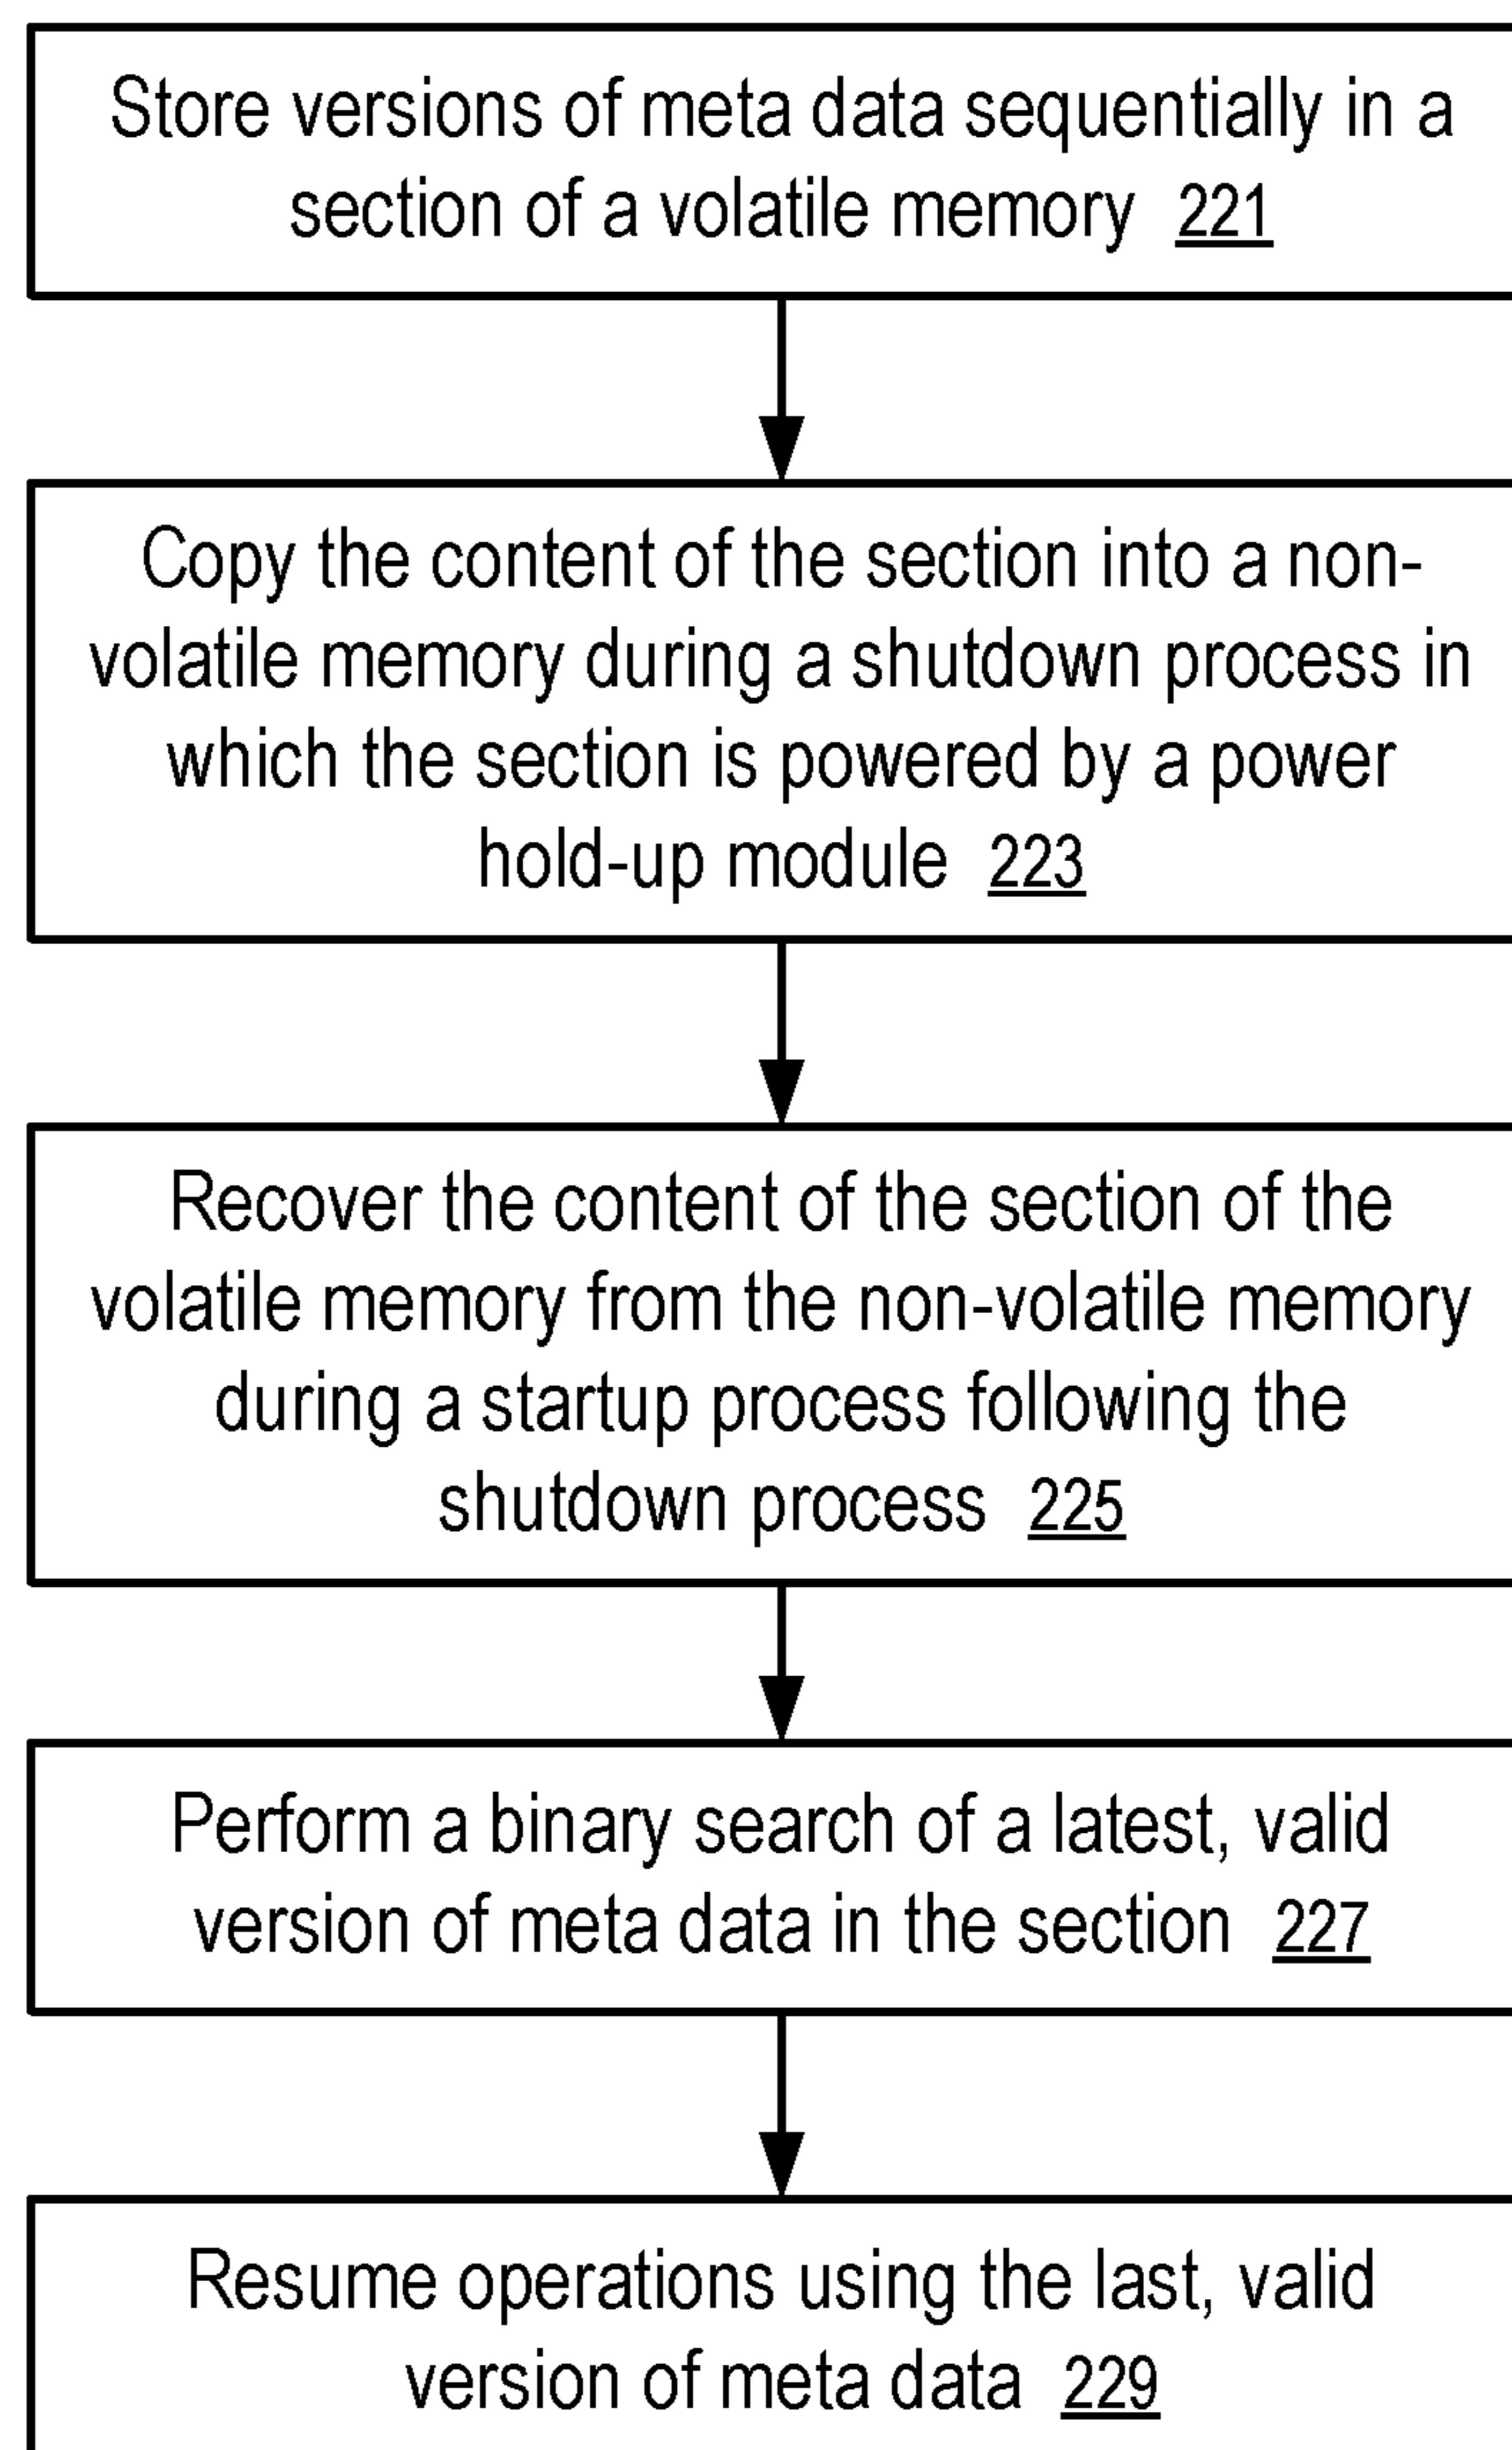 Store versions of meta data sequentially in a
section of a volatile memory 221
Copy the content of the section into a non-
volatile memory during a shutdown process in
which the section is powered by a power
hold-up module 223
Recover the content of the section of the
volatile memory from the non-volatile memory
during a startup process following the
shutdown process 225
Perform a binary search of a latest, valid
version of meta data in the section 227
Resume operations using the last, valid
version of meta data 229